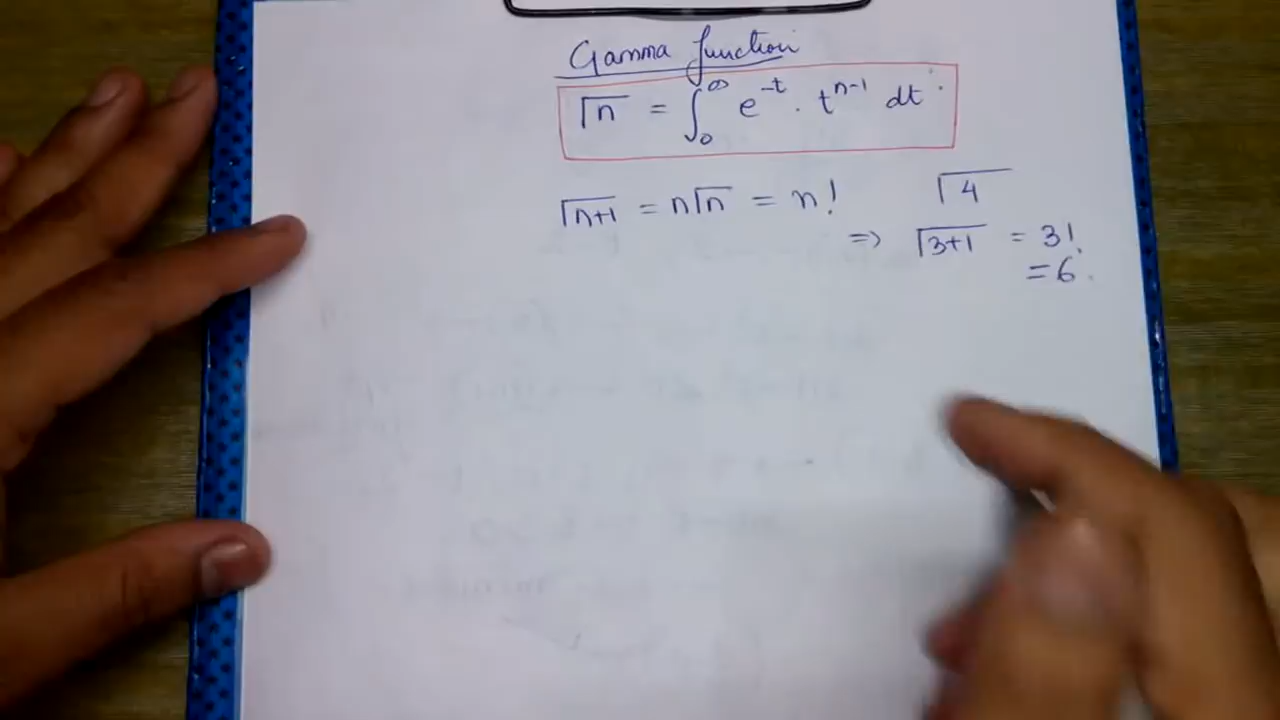 Gamma function
Γn = ∫₀^∞ e^-t . t^n-1 dt
Γn+1 = nΓn = n!
Γ4
=> Γ3+1 = 3!
= 6.